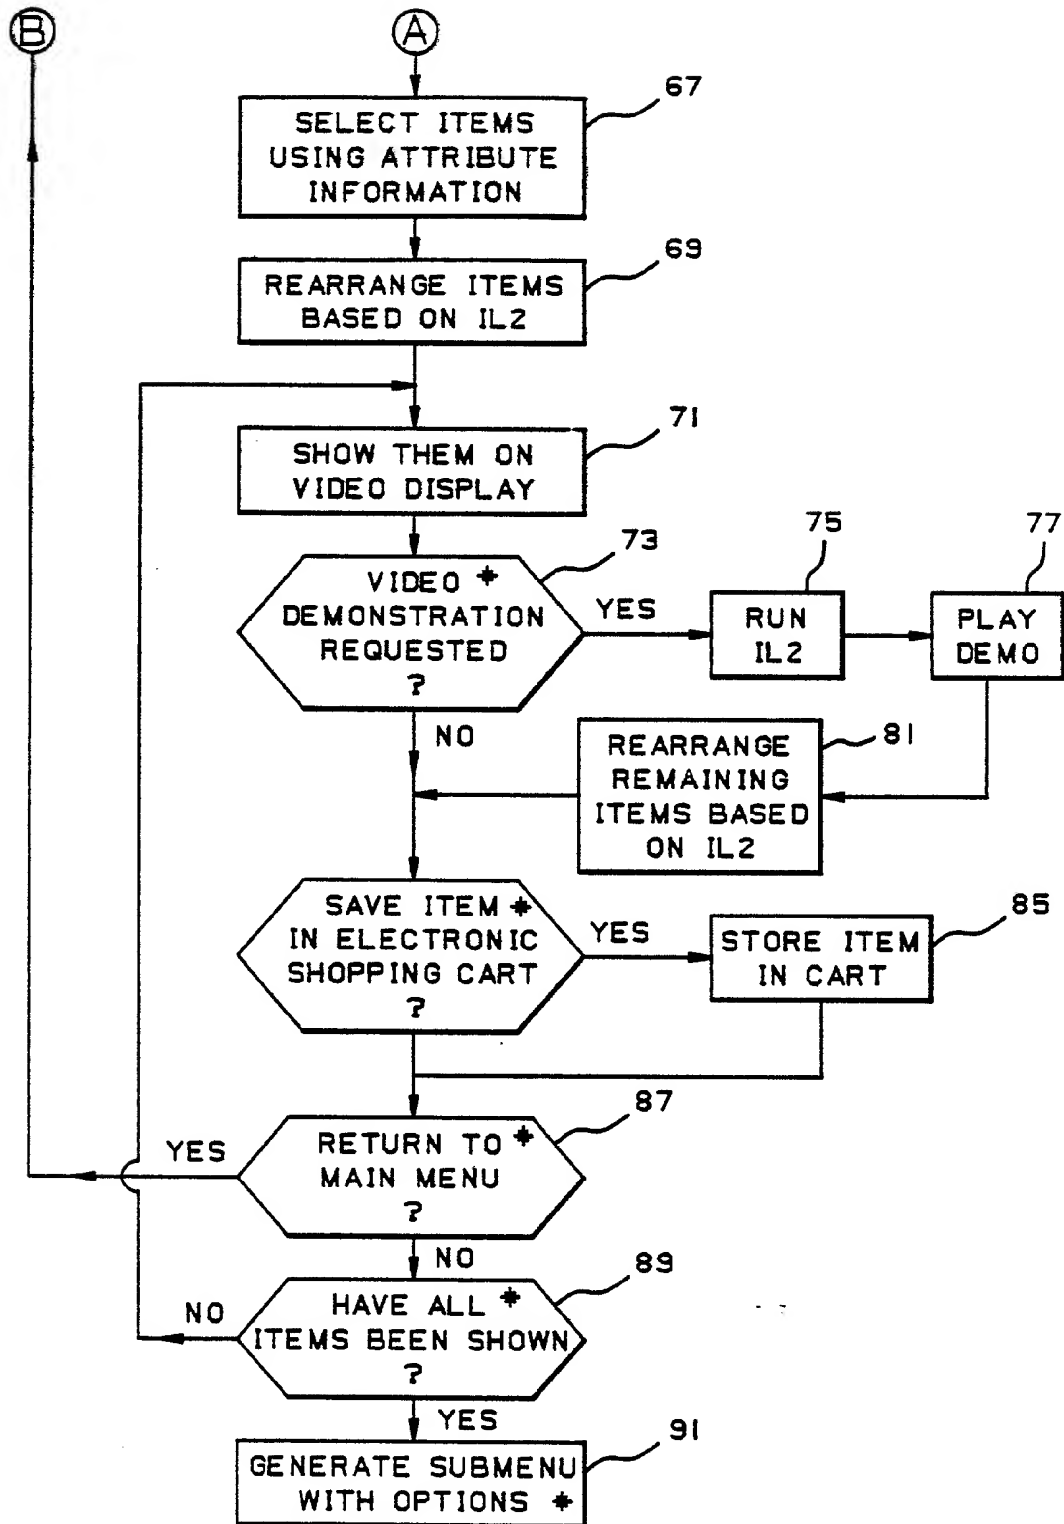 B
A
67
SELECT ITEMS
USING ATTRIBUTE
INFORMATION
69
REARRANGE ITEMS
BASED ON IL2
71
SHOW THEM ON
VIDEO DISPLAY
73
VIDEO *
DEMONSTRATION
REQUESTED
?
YES
75
RUN
IL2
77
PLAY
DEMO
NO
81
REARRANGE
REMAINING
ITEMS BASED
ON IL2
SAVE ITEM *
IN ELECTRONIC
SHOPPING CART
?
YES
85
STORE ITEM
IN CART
87
RETURN TO *
MAIN MENU
?
YES
NO
89
HAVE ALL *
ITEMS BEEN SHOWN
?
NO
YES
91
GENERATE SUBMENU
WITH OPTIONS *